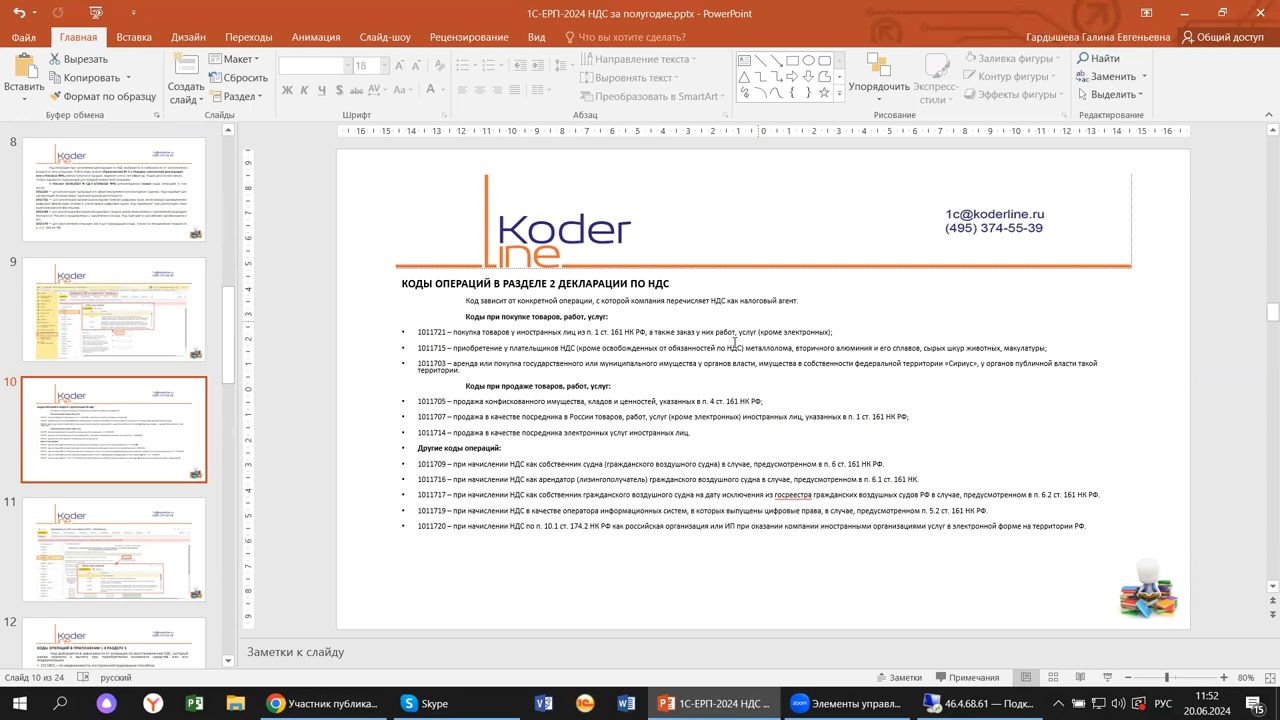 1С-ЕРП-2024 НДС за полугодие.pptx - PowerPoint
Файл Главная Вставка Дизайн Переходы Анимация Слайд-шоу Рецензирование Вид Что вы хотите сделать? Гардышева Галина Евгеньевна Общий доступ
Вставить
Вырезать
Копировать
Формат по образцу
Буфер обмена
Создать слайд
Макет
Сбросить
Раздел
Слайды
18
Шрифт
Направление текста
Выровнять текст
Преобразовать в SmartArt
Абзац
Упорядочить
Экспресс-стили
Заливка фигуры
Контур фигуры
Эффекты фигуры
Рисование
Найти
Заменить
Выделить
Редактирование
8
9
10
11
12
Koder
line
1c@koderline.ru
(495) 374-55-39
КОДЫ ОПЕРАЦИЙ В РАЗДЕЛЕ 2 ДЕКЛАРАЦИИ ПО НДС
Код зависит от конкретной операции, с которой компания перечисляет НДС как налоговый агент.
Коды при покупке товаров, работ, услуг:
• 1011721 – покупка товаров у иностранных лиц из п. 1 ст. 161 НК РФ, а также заказ у них работ, услуг (кроме электронных);
• 1011715 – приобретение у плательщиков НДС (кроме освобожденных от обязанностей по НДС) металлолома, вторичного алюминия и его сплавов, сырых шкур животных, макулатуры;
• 1011703 – аренда или покупка государственного или муниципального имущества у органов власти, имущества в собственности федеральной территории «Сириус», у органов публичной власти такой
территории.
Коды при продаже товаров, работ, услуг:
• 1011705 – продажа конфискованного имущества, кладов и ценностей, указанных в п. 4 ст. 161 НК РФ;
• 1011707 – продажа в качестве посредника в России товаров, работ, услуг (кроме электронных) иностранных лиц, указанных в п. 1 ст. 161 НК РФ;
• 1011714 – продажа в качестве посредника электронных услуг иностранных лиц.
Другие коды операций:
• 1011709 – при начислении НДС как собственник судна (гражданского воздушного судна) в случае, предусмотренном п. 6 ст. 161 НК РФ.
• 1011716 – при начислении НДС как арендатор (лизингополучатель) гражданского воздушного судна в случае, предусмотренном п. 6.1 ст. 161 НК.
• 1011717 – при начислении НДС как собственник гражданского воздушного судна на дату исключения из госреестра гражданских воздушных судов РФ в случае, предусмотренном п. 6.2 ст. 161 НК РФ.
• 1011719 – при начислении НДС в качестве оператора информационных систем, в которых выпущены цифровые права, в случае, предусмотренном п. 5.2 ст. 161 НК РФ.
• 1011720 – при начислении НДС по п. 10.1 ст. 174.2 НК РФ как российская организация или ИП при оказании компании иностранными организациями услуг в электронной форме на территории РФ.
Заметки к слайду
Слайд 10 из 24 русский Заметки Примечания 80%
Участник публика... Skype 1С-ЕРП-2024 НДС ... Элементы управл... 46.4.68.61 — Подк... РУС 11:52
20.06.2024